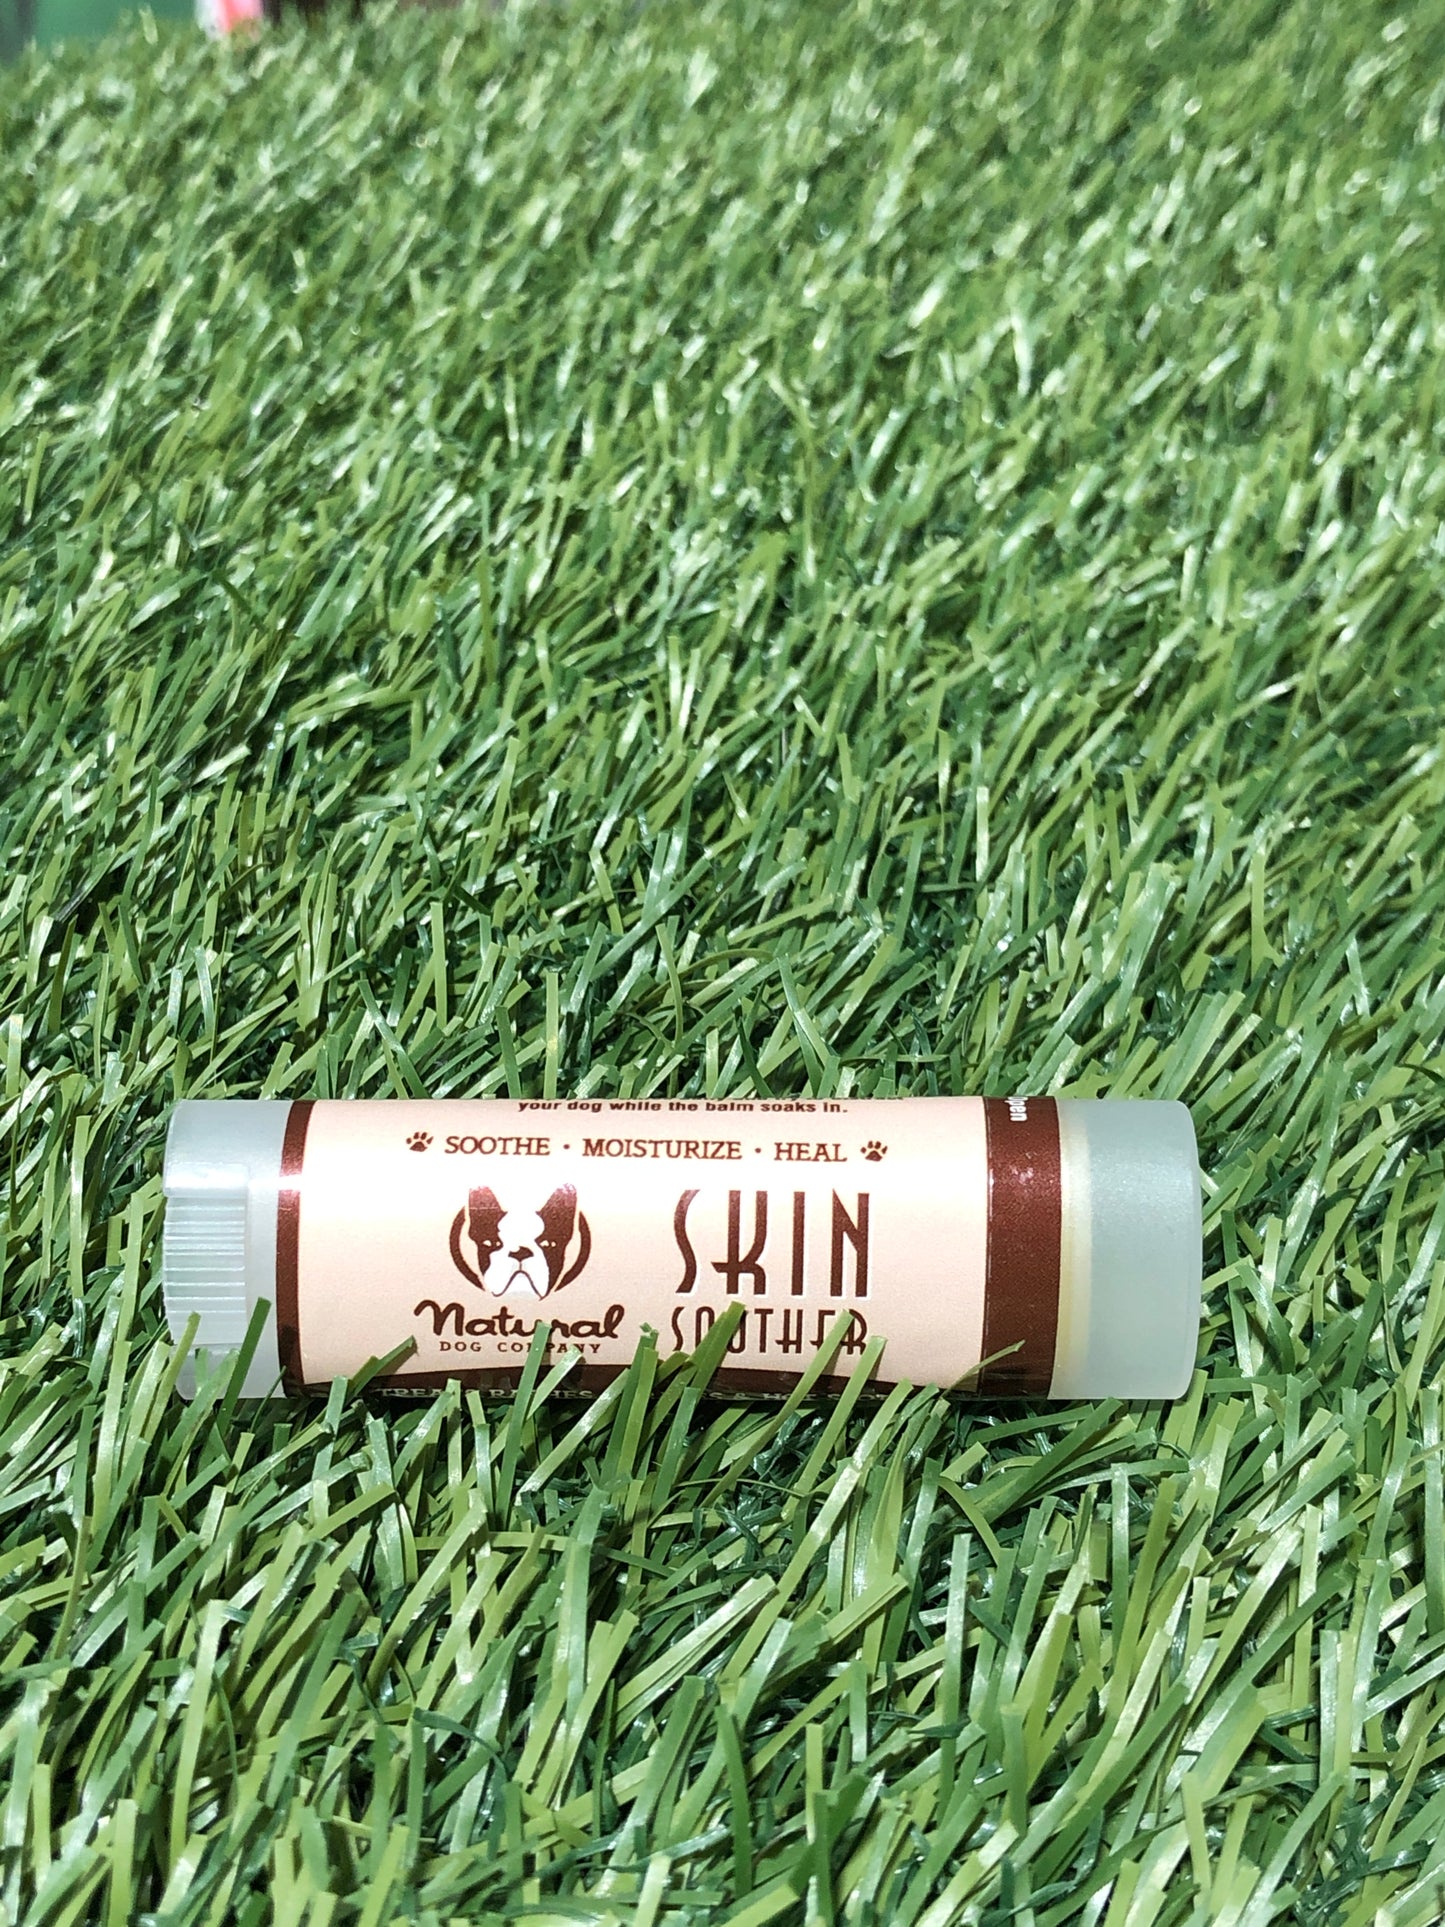 your dog while the balm soaks in.
SOOTHE • MOISTURIZE • HEAL
SKIN
SOOTHER
Natural
DOG COMPANY